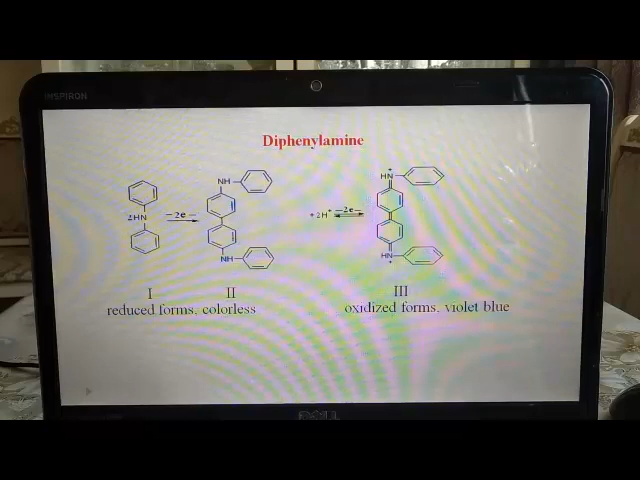 INSPIRON
Diphenylamine
NH
HN
2HN
−2e−
+ 2H⁺
−2e−
NH
HN
I
II
III
reduced forms, colorless
oxidized forms, violet blue
DELL